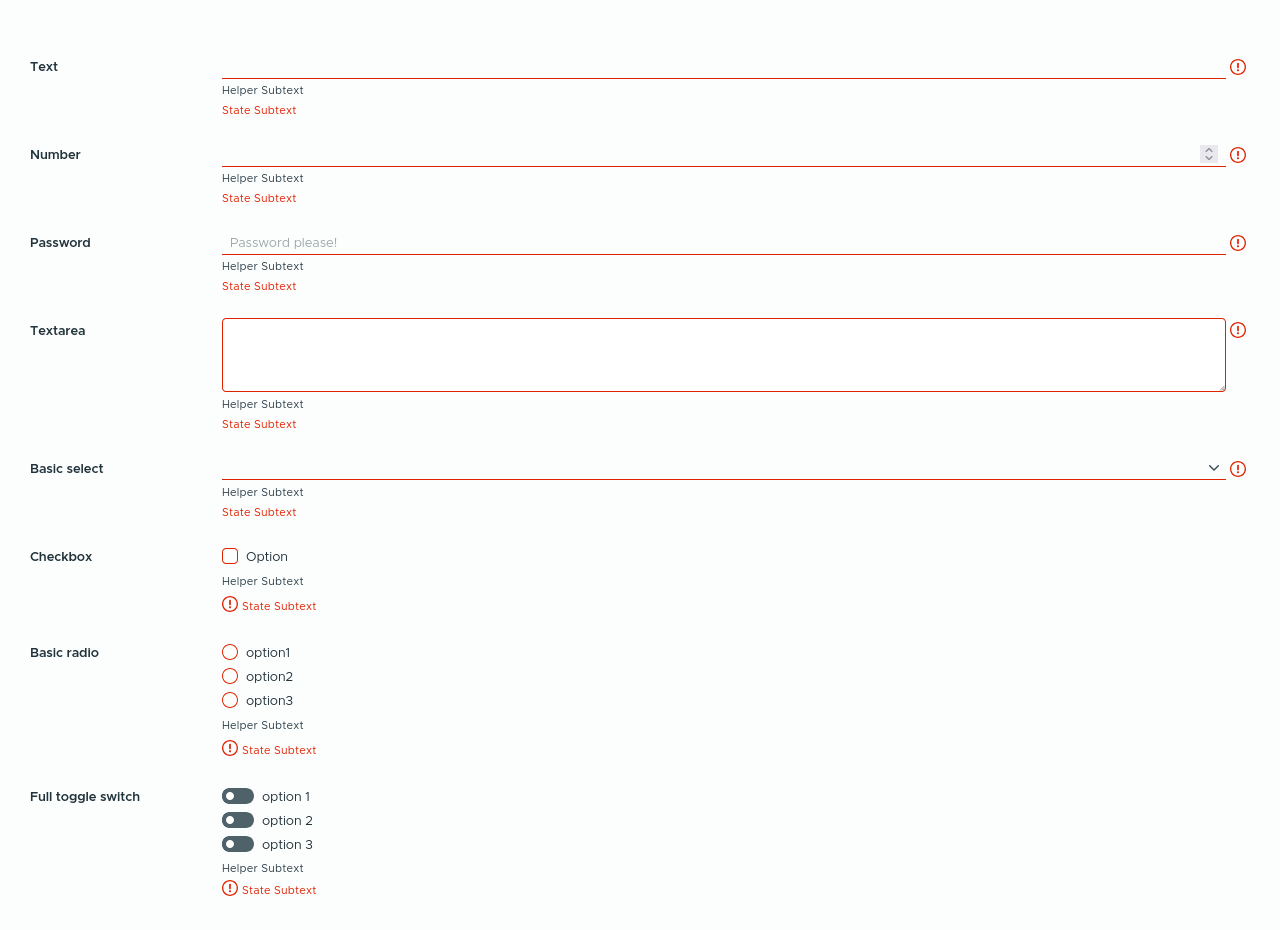 Text
Helper Subtext
State Subtext
Number
Helper Subtext
State Subtext
Password
Password please!
Helper Subtext
State Subtext
Textarea
Helper Subtext
State Subtext
Basic select
Helper Subtext
State Subtext
Checkbox
Option
Helper Subtext
State Subtext
Basic radio
option1
option2
option3
Helper Subtext
State Subtext
Full toggle switch
option 1
option 2
option 3
Helper Subtext
State Subtext